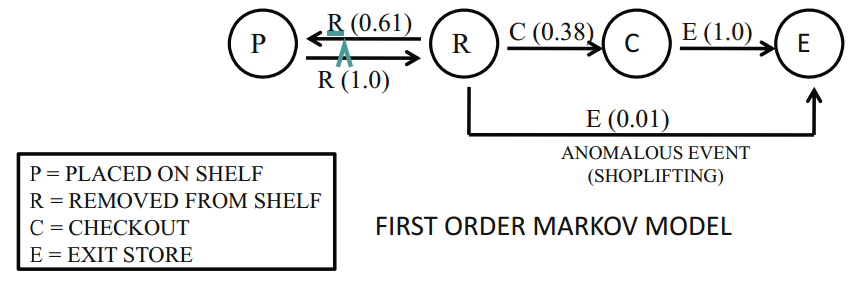 R (0.61)
P
R
C (0.38)
C
E (1.0)
E
R (1.0)
E (0.01)
ANOMALOUS EVENT
(SHOPLIFTING)
P = PLACED ON SHELF
R = REMOVED FROM SHELF
C = CHECKOUT
E = EXIT STORE
FIRST ORDER MARKOV MODEL